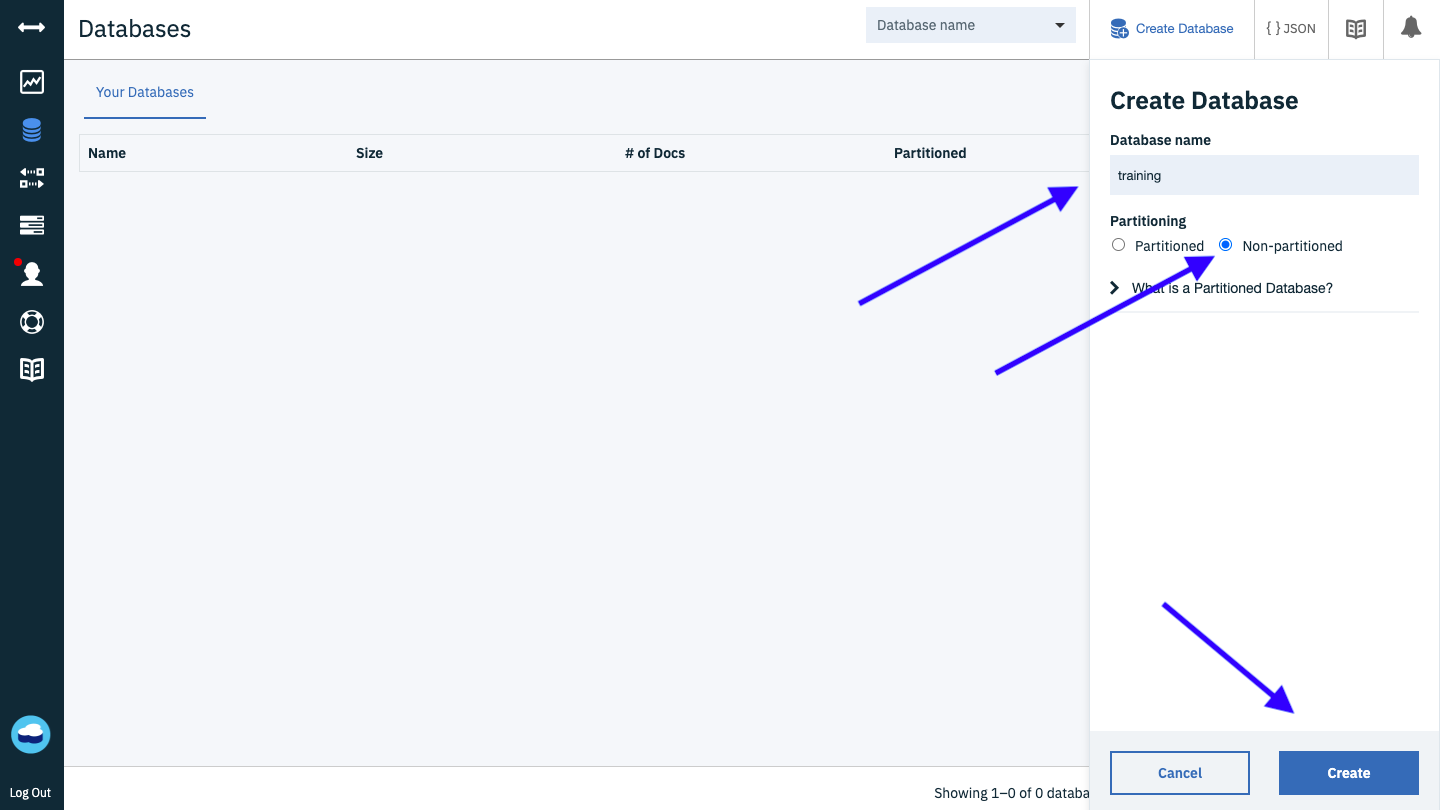 Databases
Database name
Create Database
{ } JSON
Your Databases
Name Size # of Docs Partitioned
Create Database
Database name
training
Partitioning
Partitioned Non-partitioned
What is a Partitioned Database?
Cancel Create
Log Out
Showing 1–0 of 0 databa